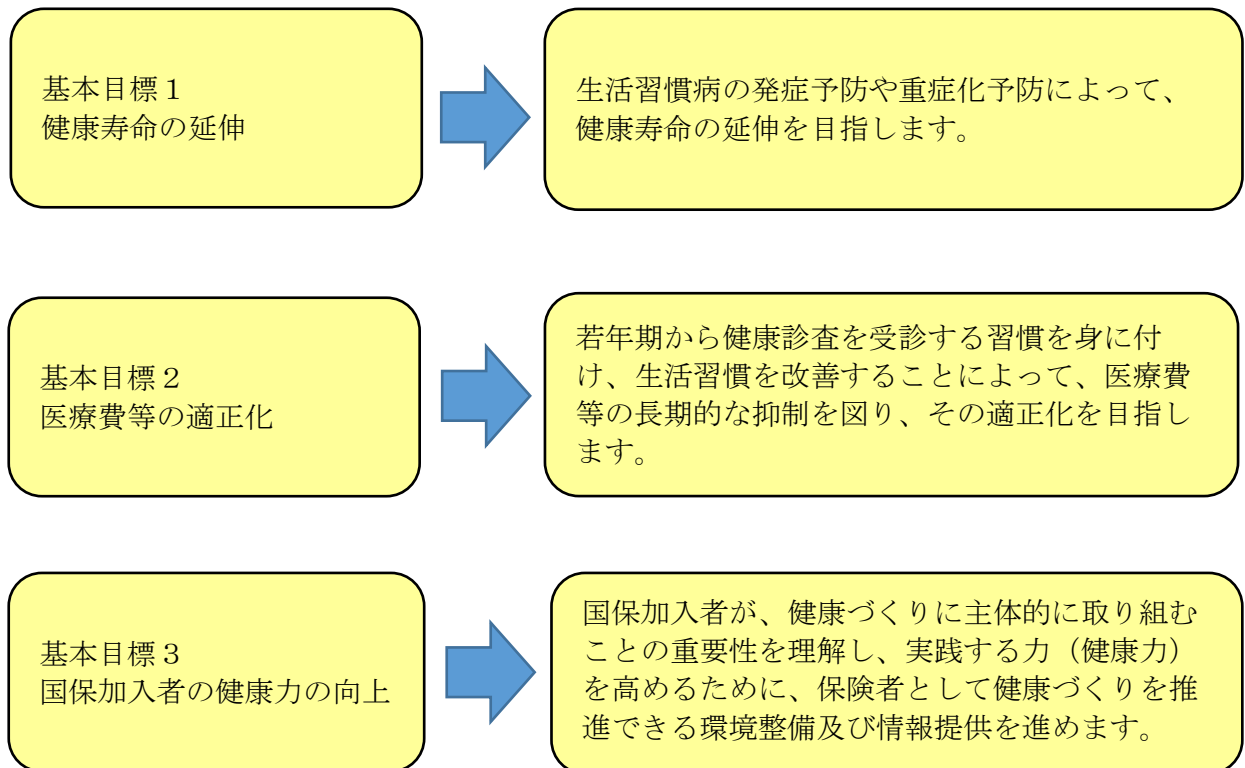 基本目標１
健康寿命の延伸
生活習慣病の発症予防や重症化予防によって、
健康寿命の延伸を目指します。
基本目標２
医療費等の適正化
若年期から健康診査を受診する習慣を身に付
け、生活習慣を改善することによって、医療費
等の長期的な抑制を図り、その適正化を目指し
ます。
基本目標３
国保加入者の健康力の向上
国保加入者が、健康づくりに主体的に取り組む
ことの重要性を理解し、実践する力（健康力）
を高めるために、保険者として健康づくりを推
進できる環境整備及び情報提供を進めます。